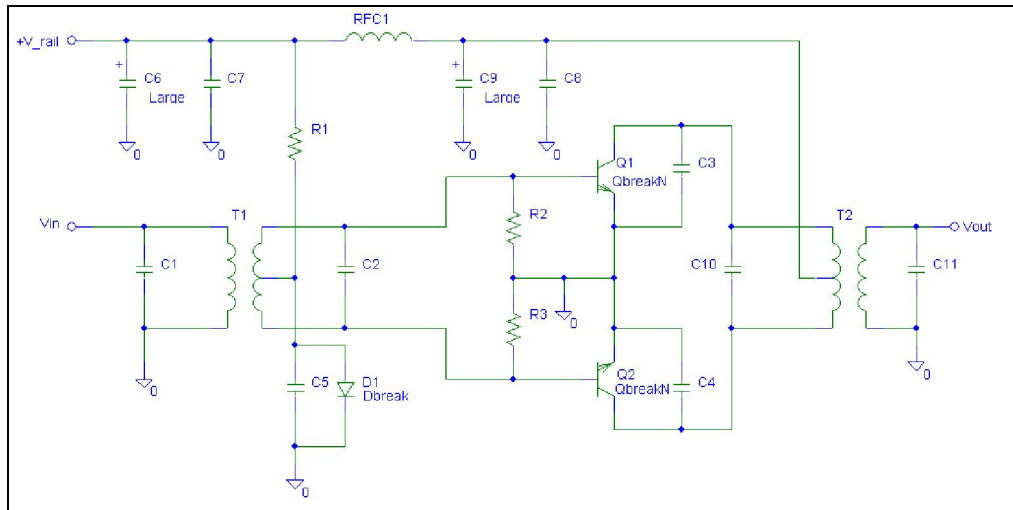 RFC1
+V_rail
+
C6
Large
C7
+
C9
Large
C8
0
0
0
0
R1
Q1
QbreakN
C3
Vin
T1
R2
T2
Vout
C1
C2
C10
C11
0
R3
0
0
C5
D1
Dbreak
Q2
QbreakN
C4
0